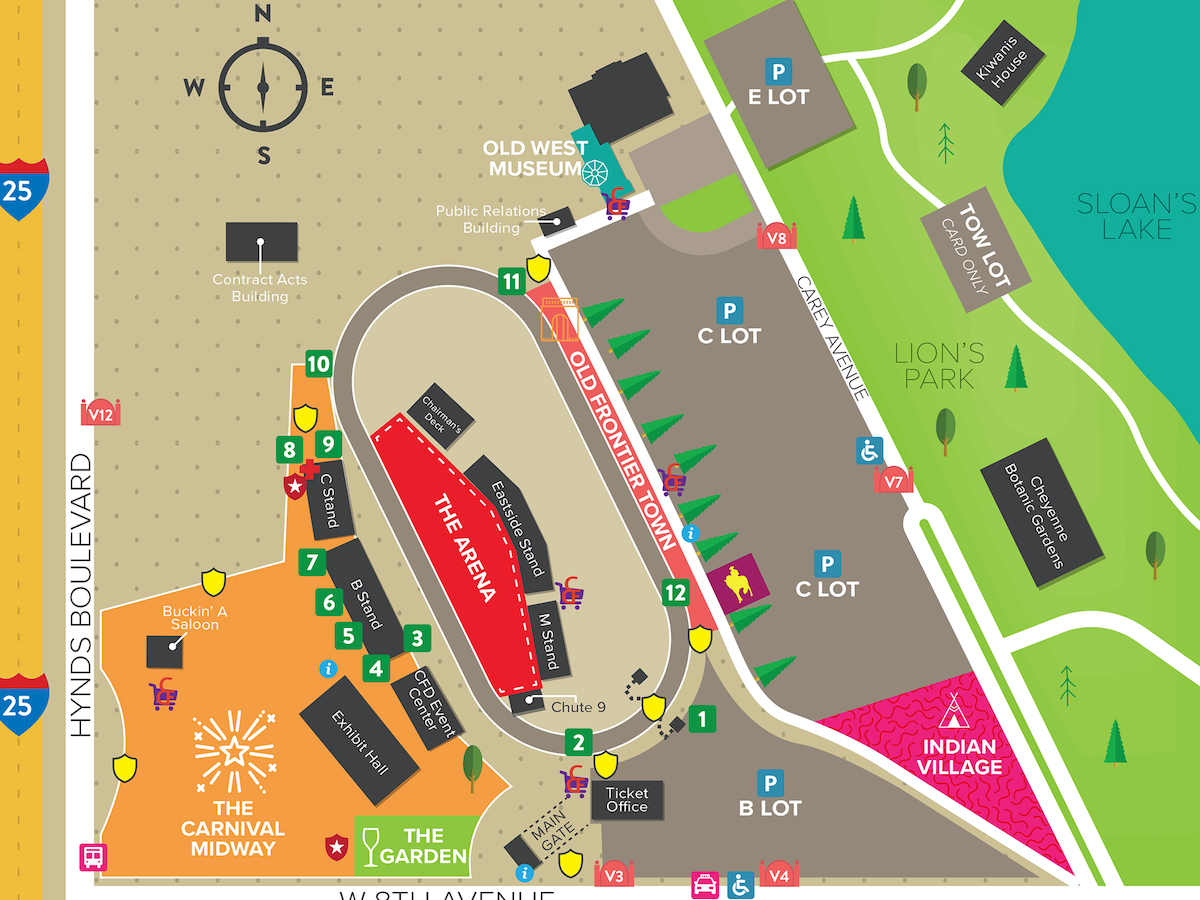 N
W
E
S
25
P
E LOT
Kiwanis
House
SLOAN'S
LAKE
OLD WEST
MUSEUM
Public Relations
Building
V8
TOW LOT
CARD ONLY
Contract Acts
Building
11
P
C LOT
CAREY AVENUE
LION'S
PARK
10
V12
OLD FRONTIER TOWN
Chairman's
Deck
8
9
C Stand
THE ARENA
Eastside Stand
V7
Cheyenne
Botanic Gardens
HYNDS BOULEVARD
7
B Stand
6
5
3
4
i
12
i
P
C LOT
M Stand
Buckin' A
Saloon
25
CFD Event
Center
Exhibit Hall
Chute 9
1
2
INDIAN
VILLAGE
THE
CARNIVAL
MIDWAY
THE
GARDEN
Ticket
Office
MAIN
GATE
P
B LOT
i
V3
V4
W 8TH AVENUE